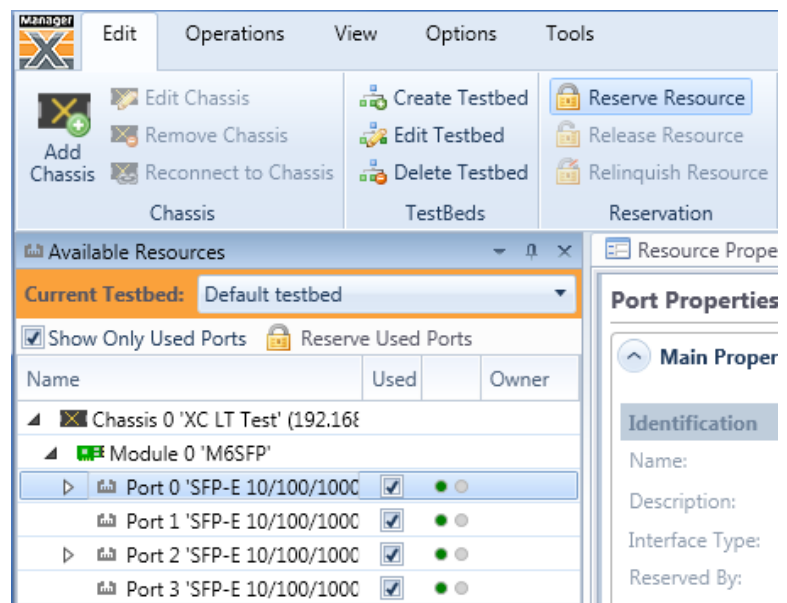 Manager
Edit Operations View Options Tools
Add Chassis
Edit Chassis
Remove Chassis
Reconnect to Chassis
Chassis
Create Testbed
Edit Testbed
Delete Testbed
TestBeds
Reserve Resource
Release Resource
Relinquish Resource
Reservation
Available Resources
Current Testbed: Default testbed
Show Only Used Ports Reserve Used Ports
Name Used Owner
Chassis 0 'XC LT Test' (192.168
Module 0 'M6SFP'
Port 0 'SFP-E 10/100/1000
Port 1 'SFP-E 10/100/1000
Port 2 'SFP-E 10/100/1000
Port 3 'SFP-E 10/100/1000
Resource Prope
Port Properties
Main Proper
Identification
Name:
Description:
Interface Type:
Reserved By: